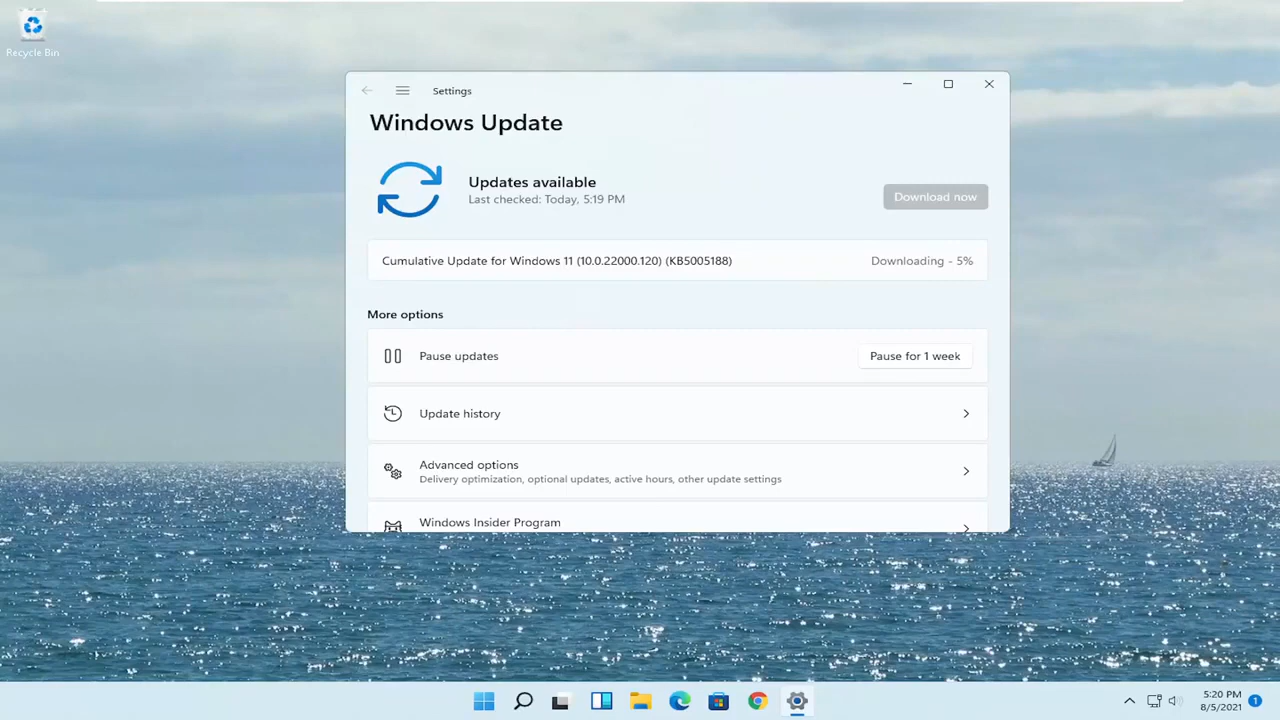 Recycle Bin
Settings
Windows Update
Updates available
Last checked: Today, 5:19 PM
Download now
Cumulative Update for Windows 11 (10.0.22000.120) (KB5005188)
Downloading - 5%
More options
Pause updates
Pause for 1 week
Update history
Advanced options
Delivery optimization, optional updates, active hours, other update settings
Windows Insider Program
5:20 PM
8/5/2021
1